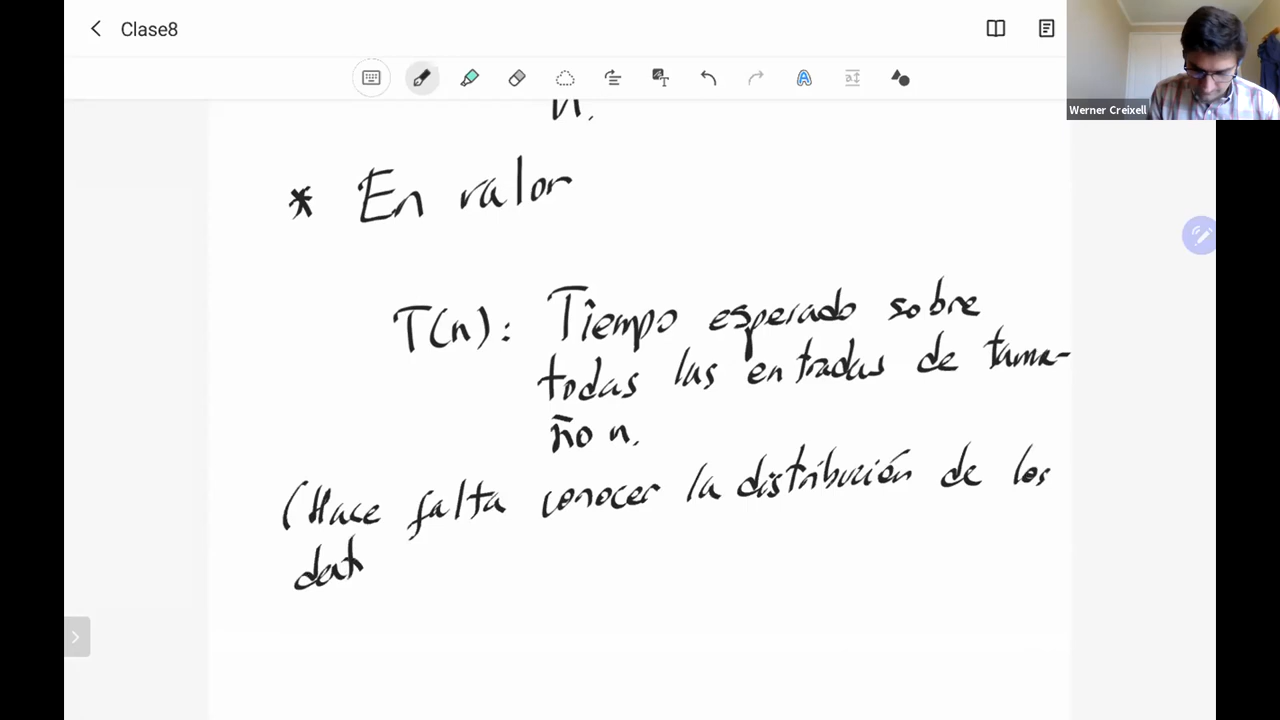 Clase8
Werner Creixell
n.
* En valor
T(n): Tiempo esperado sobre
todas las entradas de tama-
ño n.
(Hace falta conocer la distribución de los
dat